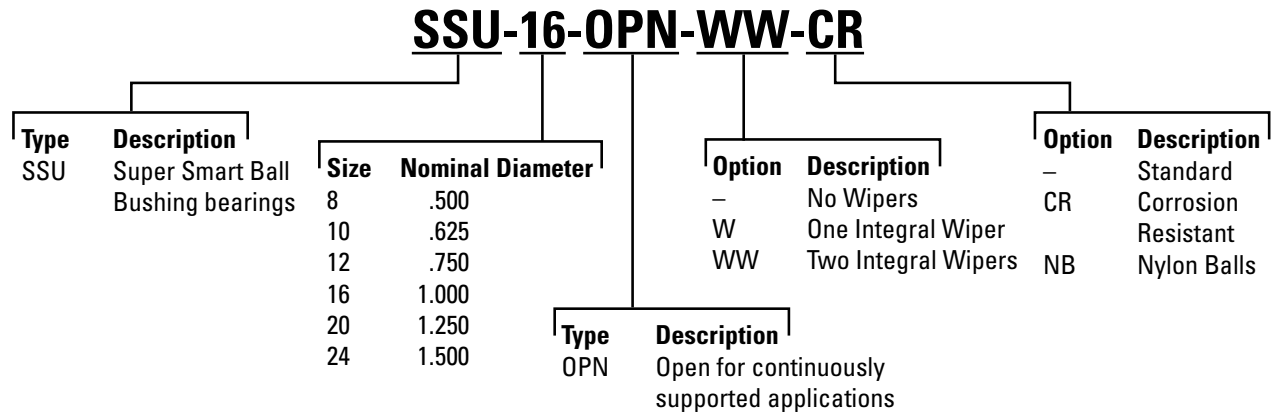 SSU-16-OPN-WW-CR
Type Description
SSU Super Smart Ball
Bushing bearings
Size Nominal Diameter
8 .500
10 .625
12 .750
16 1.000
20 1.250
24 1.500
Type Description
OPN Open for continuously
supported applications
Option Description
– No Wipers
W One Integral Wiper
WW Two Integral Wipers
Option Description
– Standard
CR Corrosion
Resistant
NB Nylon Balls